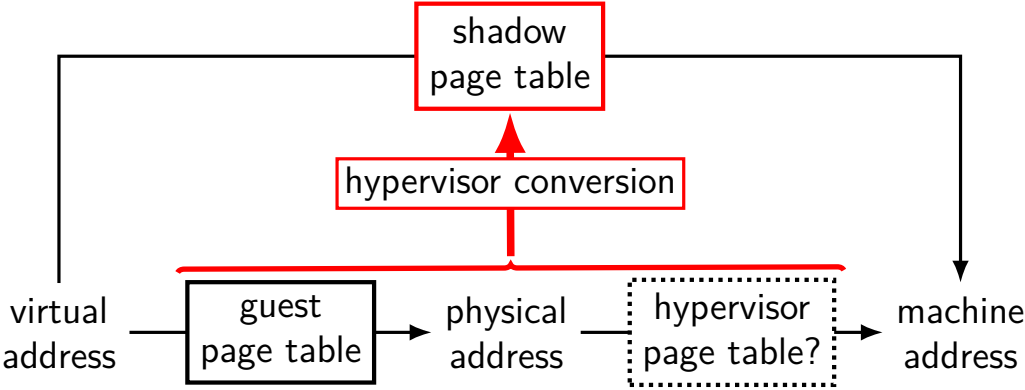 shadow
page table
hypervisor conversion
virtual
address
guest
page table
physical
address
hypervisor
page table?
machine
address